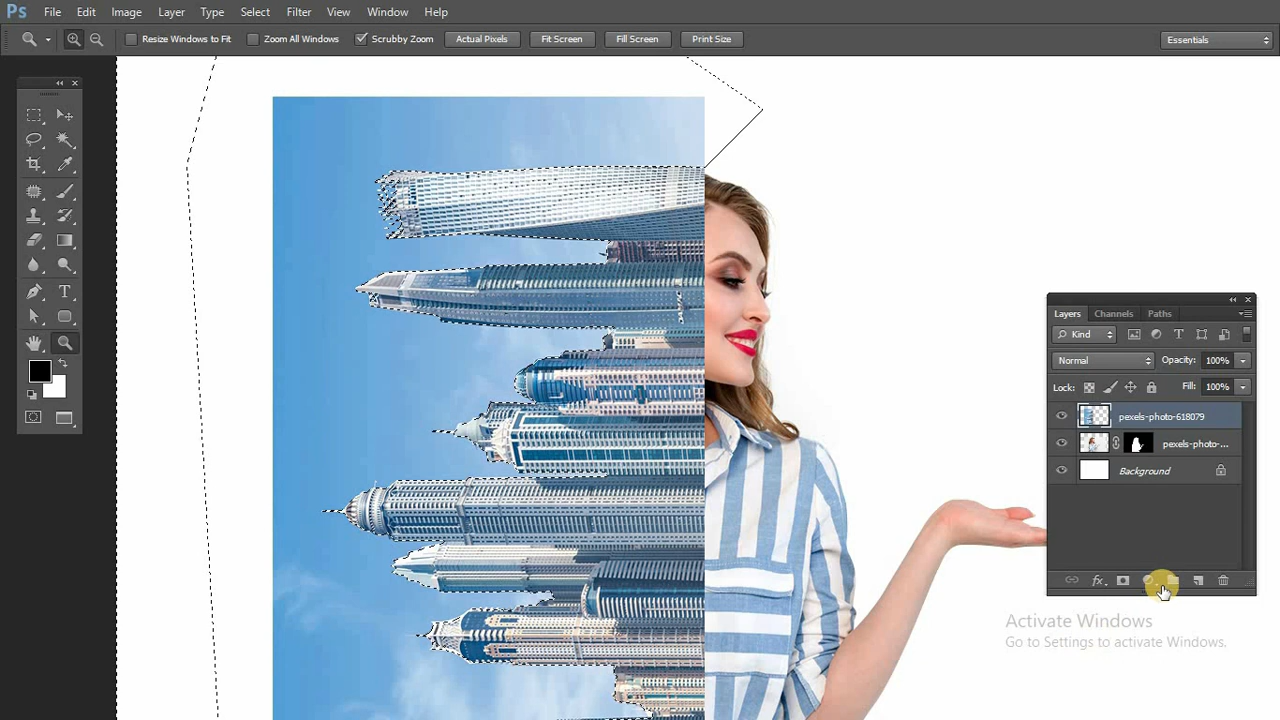 Ps File Edit Image Layer Type Select Filter View Window Help
Resize Windows to Fit Zoom All Windows Scrubby Zoom Actual Pixels Fit Screen Fill Screen Print Size Essentials
Layers Channels Paths
Kind
Normal Opacity: 100%
Lock: Fill: 100%
pexels-photo-618079
pexels-photo-...
Background
fx
Activate Windows
Go to Settings to activate Windows.